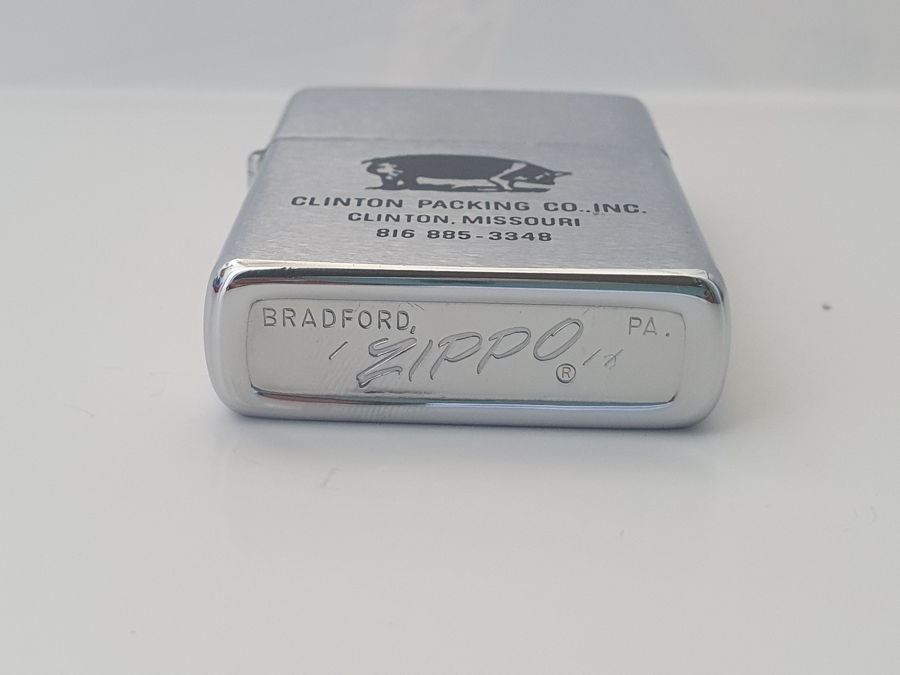 CLINTON PACKING CO., INC.
CLINTON, MISSOURI
816 885-3348
BRADFORD, PA.
ZIPPO ®